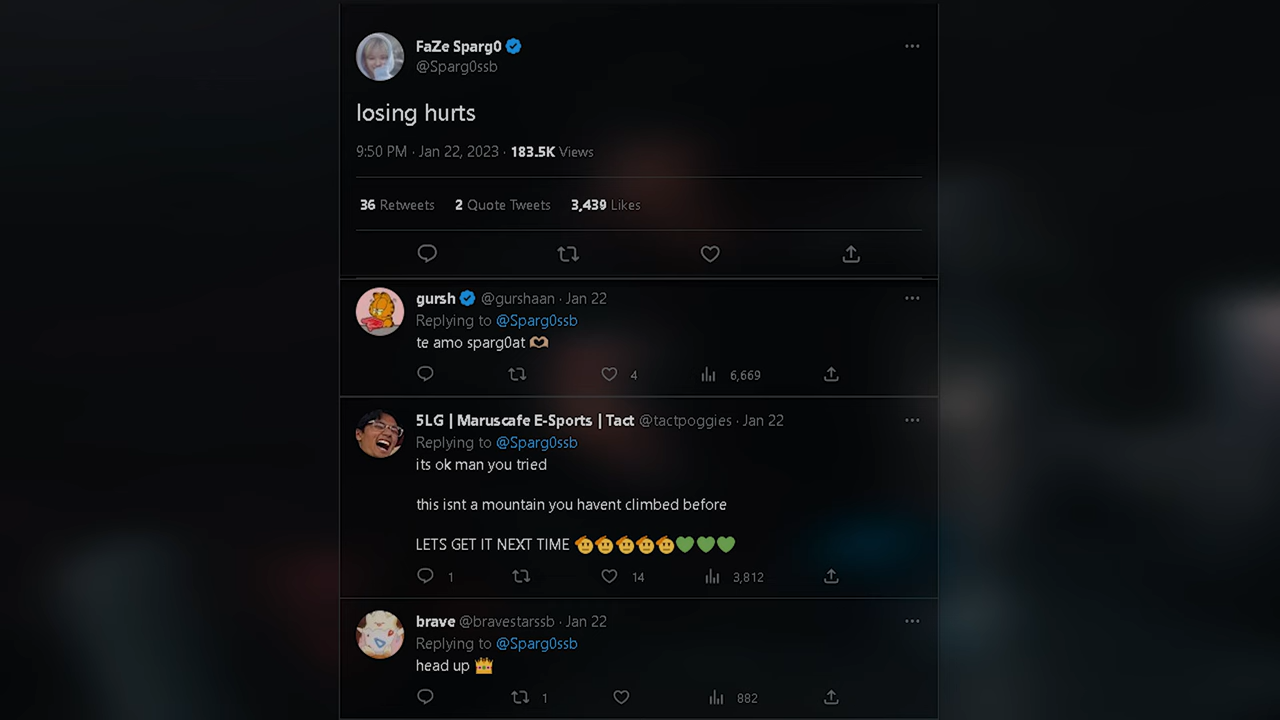 FaZe Sparg0
@Sparg0ssb
losing hurts
9:50 PM · Jan 22, 2023 · 183.5K Views
36 Retweets 2 Quote Tweets 3,439 Likes
gursh @gurshaan · Jan 22
Replying to @Sparg0ssb
te amo sparg0at 🫶🏽
4 6,669
5LG | Maruscafe E-Sports | Tact @tactpoggies · Jan 22
Replying to @Sparg0ssb
its ok man you tried
this isnt a mountain you havent climbed before
LETS GET IT NEXT TIME 🫡🫡🫡🫡🫡💚💚💚
1 14 3,812
brave @bravestarssb · Jan 22
Replying to @Sparg0ssb
head up 👑
1 882